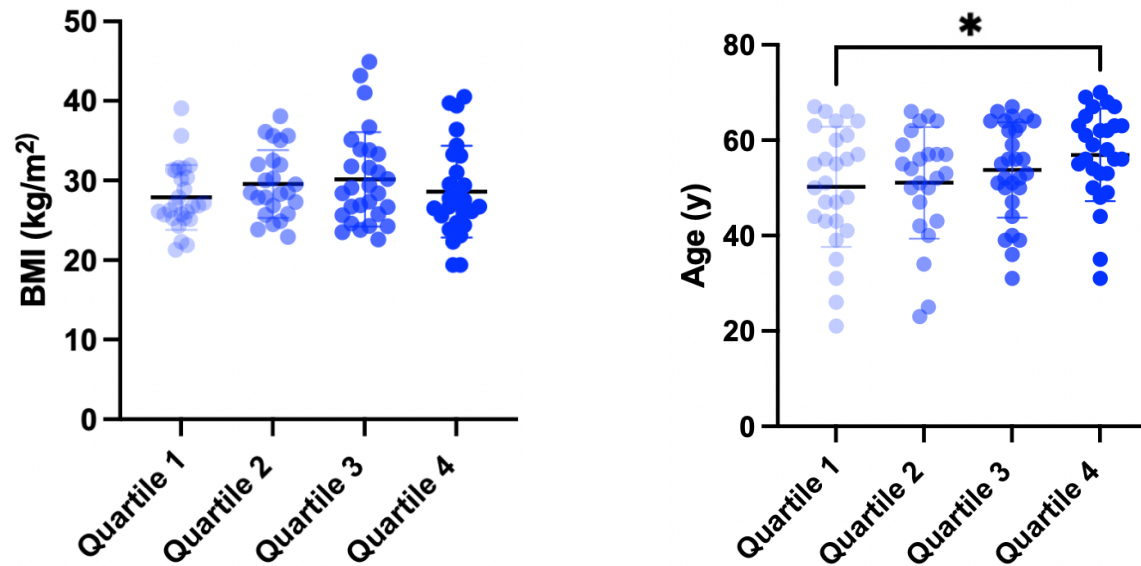 BMI (kg/m²)
50
40
30
20
10
0
Quartile 1
Quartile 2
Quartile 3
Quartile 4
*
Age (y)
80
60
40
20
0
Quartile 1
Quartile 2
Quartile 3
Quartile 4